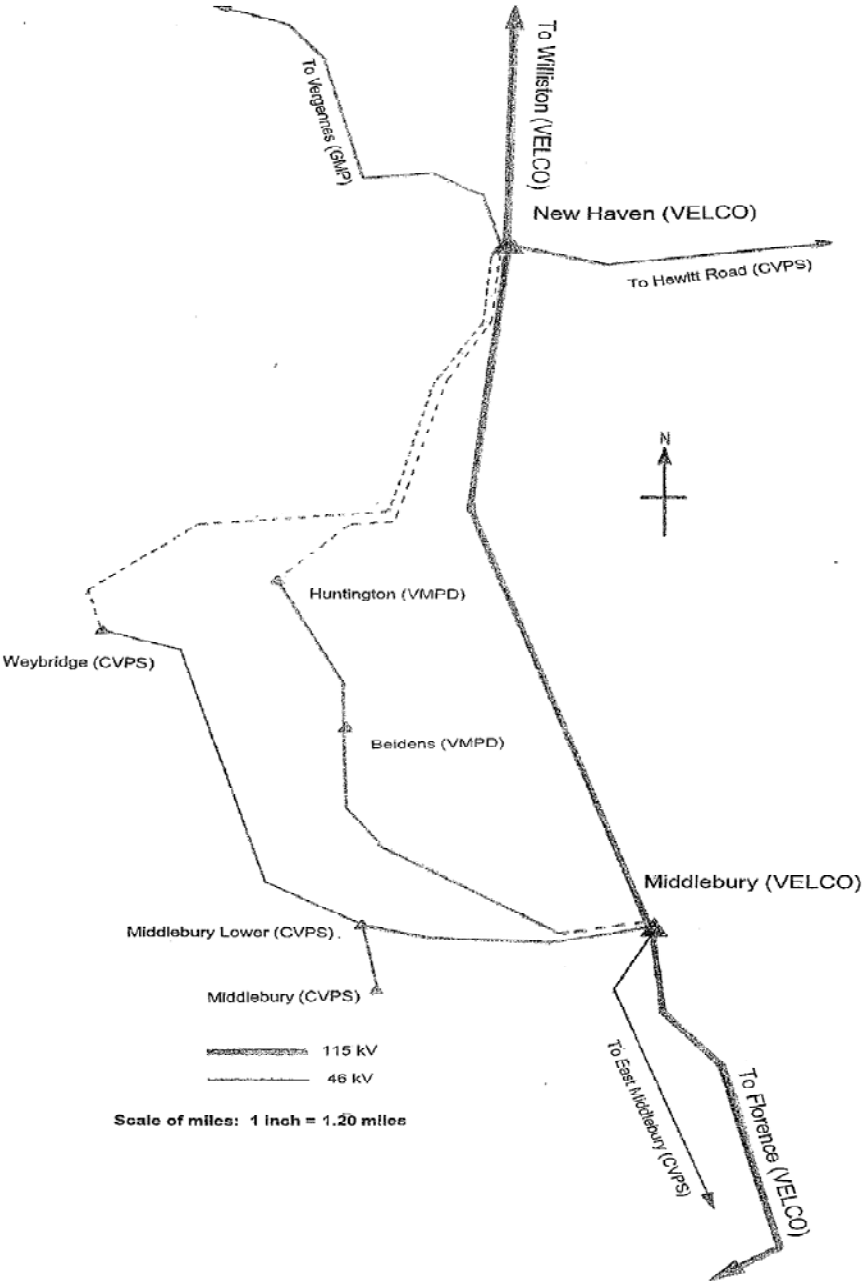 To Williston (VELCO)
To Vergennes (GMP)
New Haven (VELCO)
To Hewitt Road (CVPS)
N
Huntington (VMPD)
Weybridge (CVPS)
Beldens (VMPD)
Middlebury (VELCO)
Middlebury Lower (CVPS)
Middlebury (CVPS)
115 kV
46 kV
To East Middlebury (CVPS)
To Florence (VELCO)
Scale of miles: 1 inch = 1.20 miles